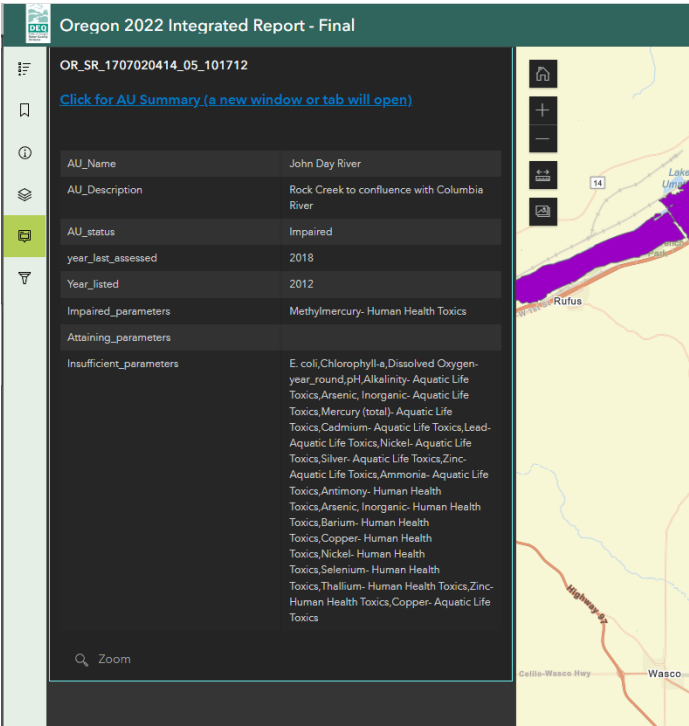 DEQ
Oregon 2022 Integrated Report - Final
OR_SR_1707020414_05_101712
Click for AU Summary (a new window or tab will open)
AU_Name
John Day River
AU_Description
Rock Creek to confluence with Columbia
River
AU_status
Impaired
year_last_assessed
2018
Year_listed
2012
Impaired_parameters
Methylmercury- Human Health Toxics
Attaining_parameters
Insufficient_parameters
E. coli,Chlorophyll-a,Dissolved Oxygen-
year_round,pH,Alkalinity- Aquatic Life
Toxics,Arsenic, Inorganic- Aquatic Life
Toxics,Mercury (total)- Aquatic Life
Toxics,Cadmium- Aquatic Life Toxics,Lead-
Aquatic Life Toxics,Nickel- Aquatic Life
Toxics,Silver- Aquatic Life Toxics,Zinc-
Aquatic Life Toxics,Ammonia- Aquatic Life
Toxics,Antimony- Human Health
Toxics,Arsenic, Inorganic- Human Health
Toxics,Barium- Human Health
Toxics,Copper- Human Health
Toxics,Nickel- Human Health
Toxics,Selenium- Human Health
Toxics,Thallium- Human Health Toxics,Zinc-
Human Health Toxics,Copper- Aquatic Life
Toxics
Zoom
14
Lake
Rufus
Highway 97
Celilo-Wasco Hwy
Wasco